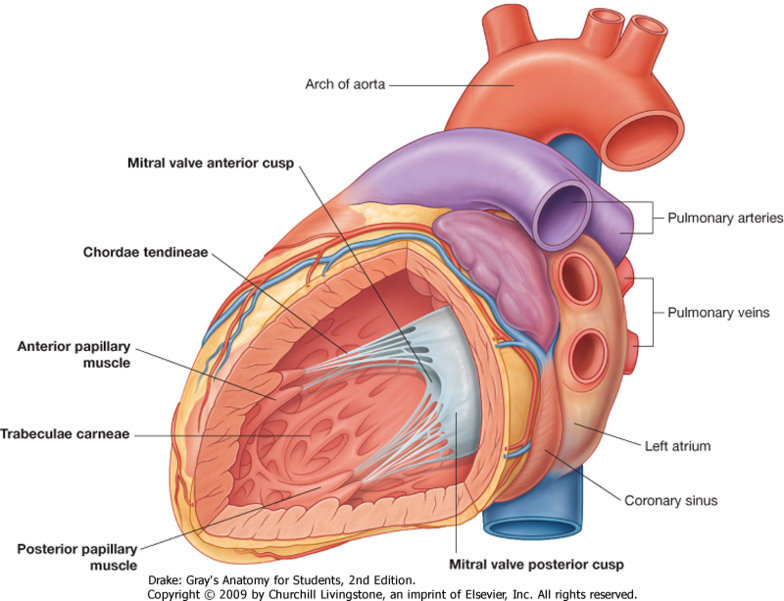 Arch of aorta
Mitral valve anterior cusp
Pulmonary arteries
Chordae tendineae
Pulmonary veins
Anterior papillary
muscle
Trabeculae carneae
Left atrium
Coronary sinus
Posterior papillary
muscle
Mitral valve posterior cusp
Drake: Gray's Anatomy for Students, 2nd Edition.
Copyright © 2009 by Churchill Livingstone, an imprint of Elsevier, Inc. All rights reserved.